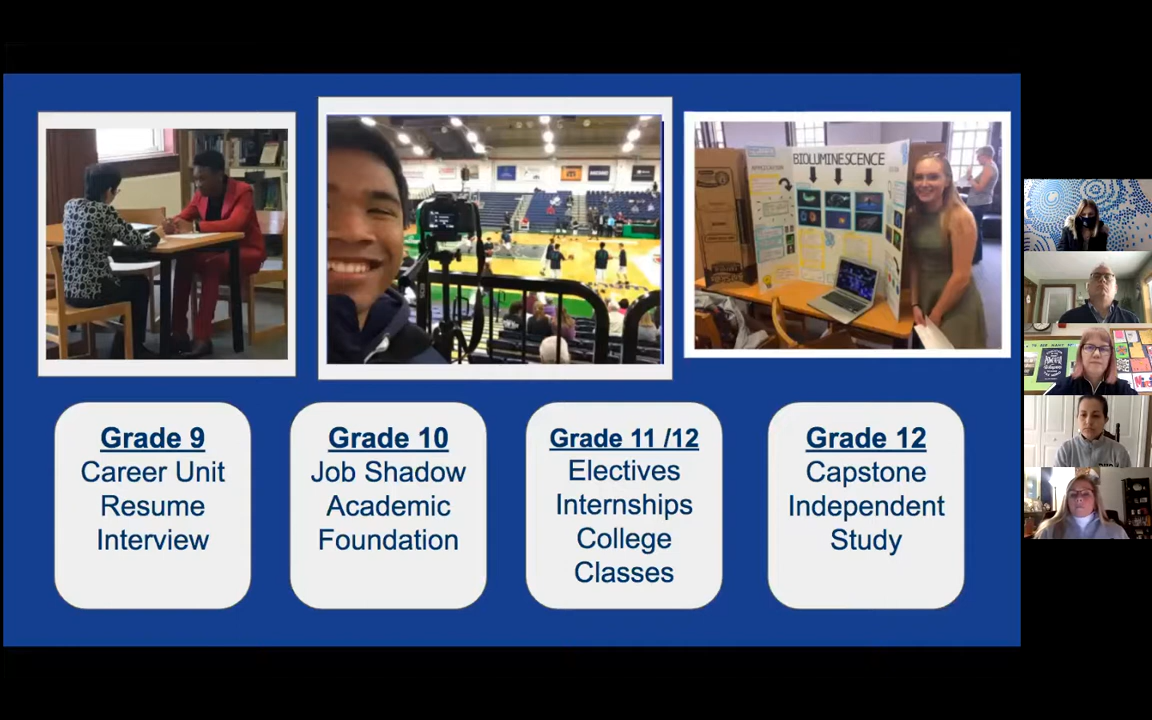 BIOLUMINESCENCE
Grade 9
Career Unit
Resume
Interview
Grade 10
Job Shadow
Academic
Foundation
Grade 11 /12
Electives
Internships
College
Classes
Grade 12
Capstone
Independent
Study